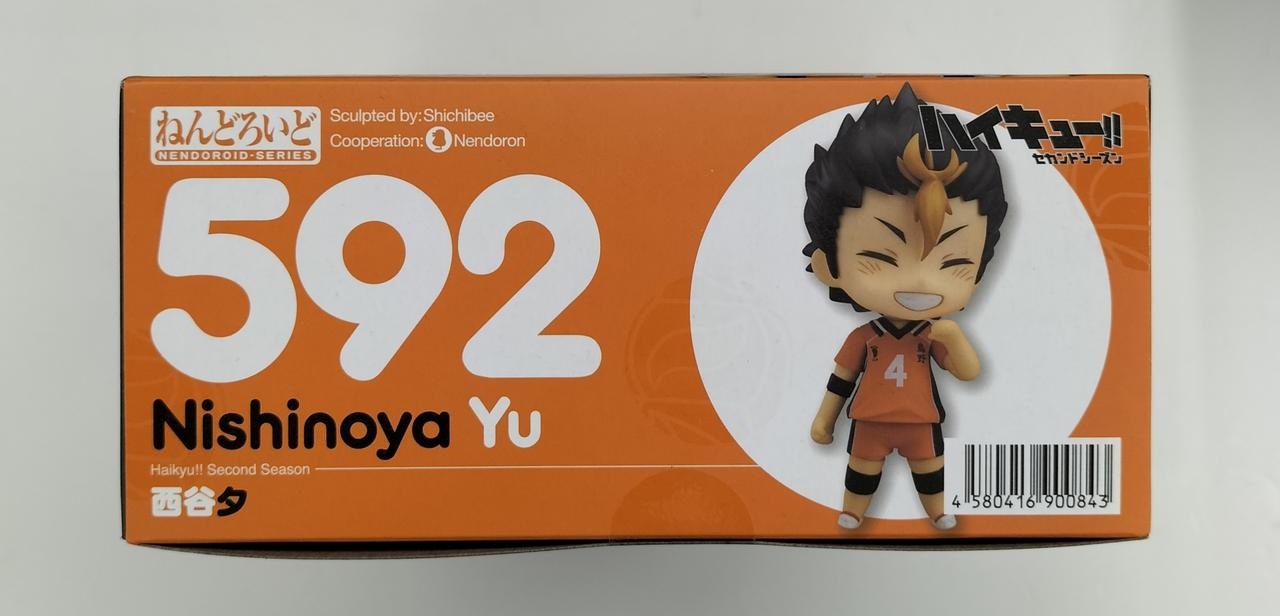 ねんどろいど
NENDOROID-SERIES
Sculpted by: Shichibee
Cooperation: Nendoron
592
Nishinoya Yu
Haikyu!! Second Season
西谷夕
ハイキュー!!
セカンドシーズン
烏野
4
4 580416 900843